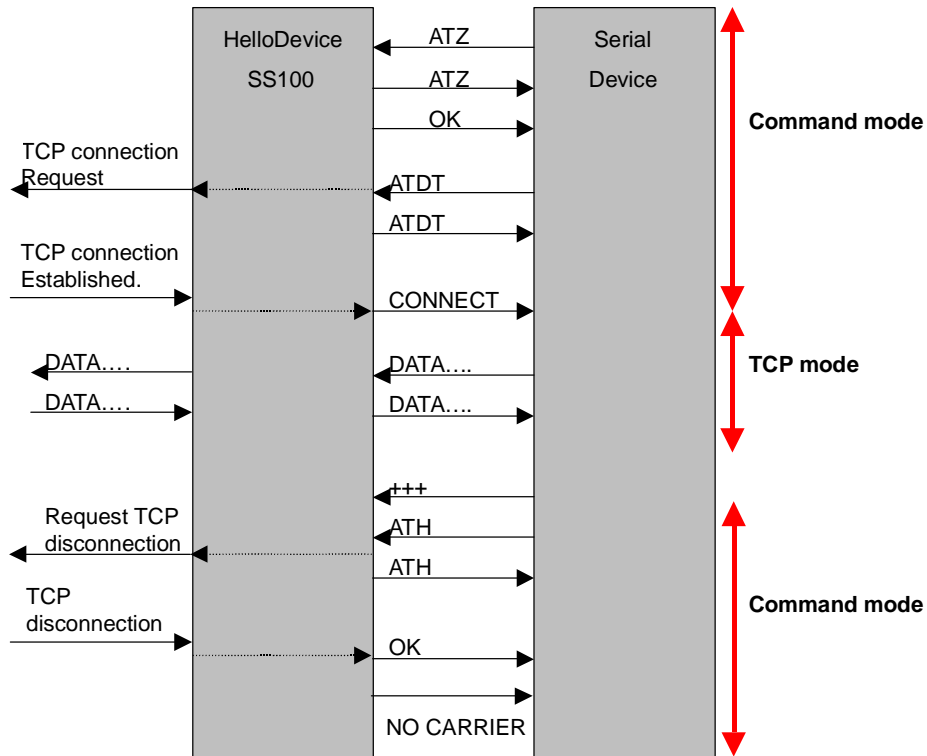 HelloDevice
SS100
Serial
Device
ATZ
ATZ
OK
Command mode
TCP connection
Request
ATDT
ATDT
TCP connection
Established.
CONNECT
DATA….
DATA….
DATA….
DATA….
TCP mode
+++
Request TCP
disconnection
ATH
ATH
TCP
disconnection
Command mode
OK
NO CARRIER